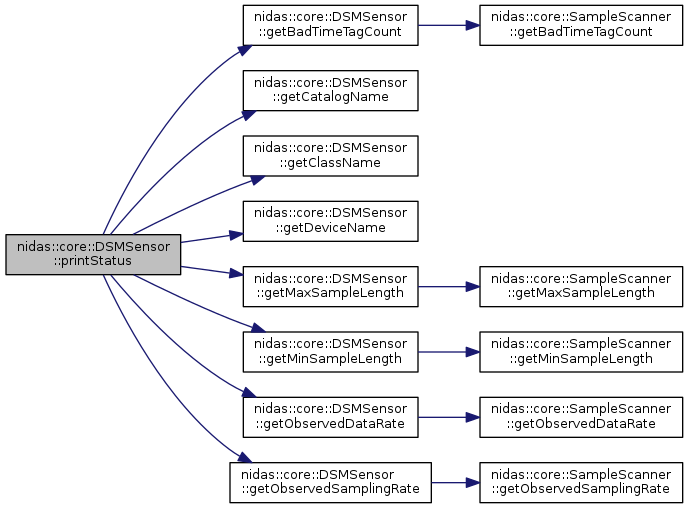 nidas::core::DSMSensor
::printStatus
nidas::core::DSMSensor
::getBadTimeTagCount
nidas::core::SampleScanner
::getBadTimeTagCount
nidas::core::DSMSensor
::getCatalogName
nidas::core::DSMSensor
::getClassName
nidas::core::DSMSensor
::getDeviceName
nidas::core::DSMSensor
::getMaxSampleLength
nidas::core::SampleScanner
::getMaxSampleLength
nidas::core::DSMSensor
::getMinSampleLength
nidas::core::SampleScanner
::getMinSampleLength
nidas::core::DSMSensor
::getObservedDataRate
nidas::core::SampleScanner
::getObservedDataRate
nidas::core::DSMSensor
::getObservedSamplingRate
nidas::core::SampleScanner
::getObservedSamplingRate